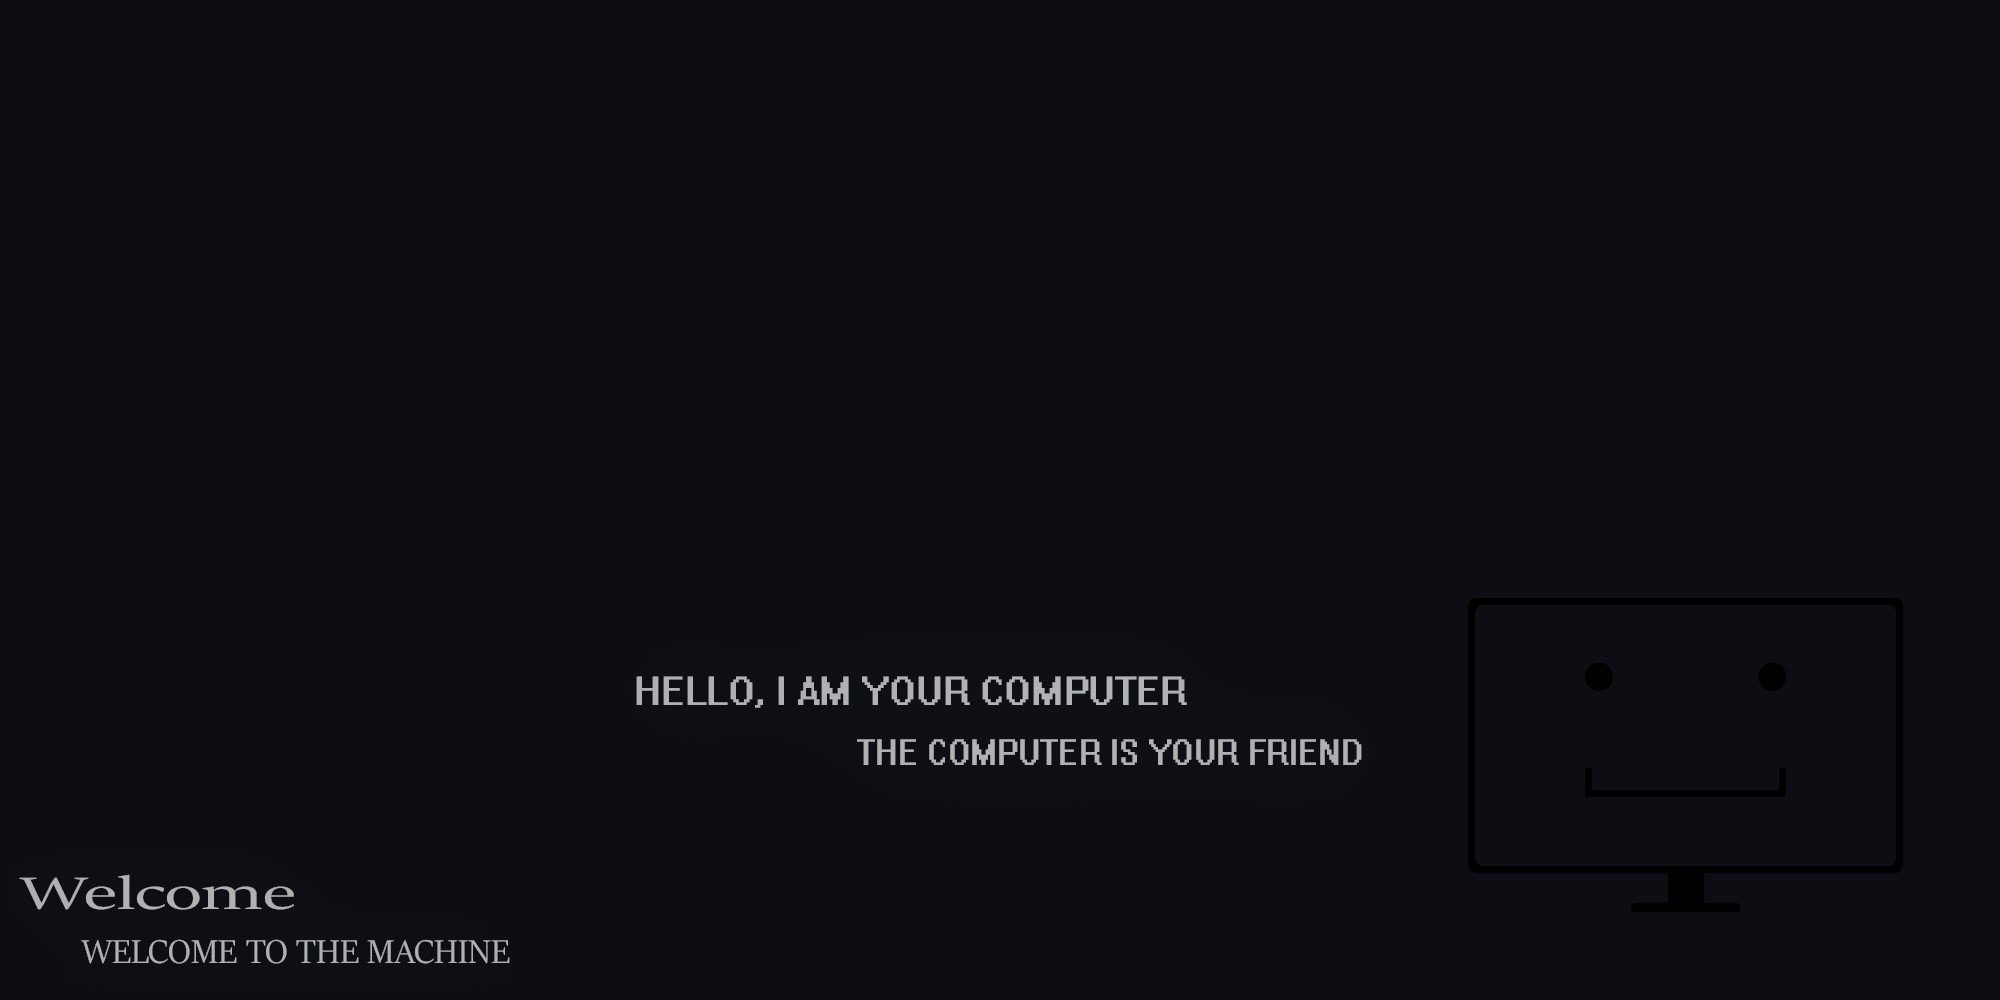 HELLO, I AM YOUR COMPUTER
THE COMPUTER IS YOUR FRIEND
Welcome
WELCOME TO THE MACHINE